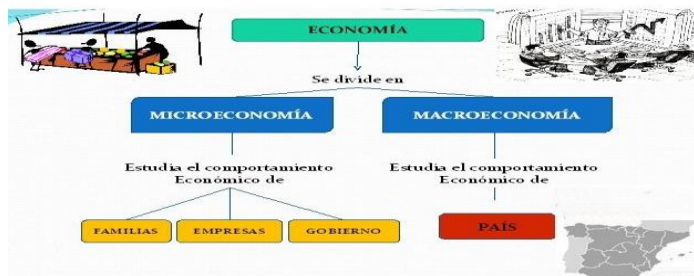 ECONOMÍA
Se divide en
MICROECONOMÍA
MACROECONOMÍA
Estudia el comportamiento
Económico de
Estudia el comportamiento
Económico de
FAMILIAS
EMPRESAS
GOBIERNO
PAÍS